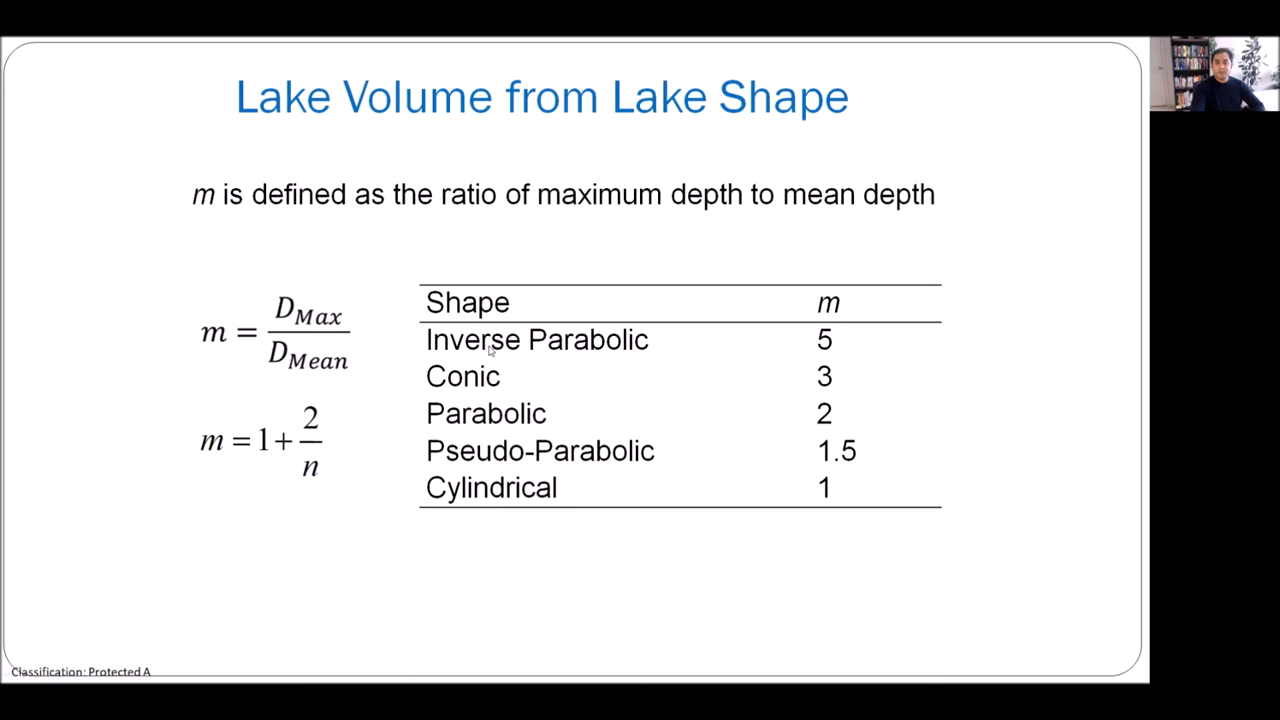 Lake Volume from Lake Shape
m is defined as the ratio of maximum depth to mean depth
m = D_Max / D_Mean
m = 1 + 2 / n
Shape m
Inverse Parabolic 5
Conic 3
Parabolic 2
Pseudo-Parabolic 1.5
Cylindrical 1
Classification: Protected A